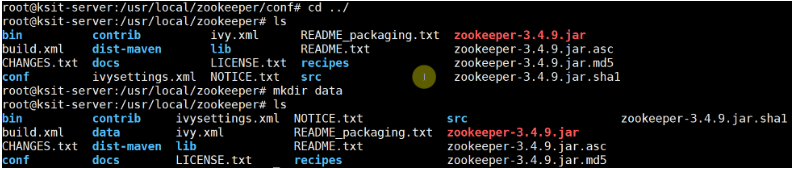 root@ksit-server:/usr/local/zookeeper/conf# cd ../
root@ksit-server:/usr/local/zookeeper# ls
bin contrib ivy.xml README_packaging.txt zookeeper-3.4.9.jar
build.xml dist-maven lib README.txt zookeeper-3.4.9.jar.asc
CHANGES.txt docs LICENSE.txt recipes zookeeper-3.4.9.jar.md5
conf ivysettings.xml NOTICE.txt src zookeeper-3.4.9.jar.sha1
root@ksit-server:/usr/local/zookeeper# mkdir data
root@ksit-server:/usr/local/zookeeper# ls
bin contrib ivysettings.xml NOTICE.txt src zookeeper-3.4.9.jar.sha1
build.xml data ivy.xml README_packaging.txt zookeeper-3.4.9.jar
CHANGES.txt dist-maven lib README.txt zookeeper-3.4.9.jar.asc
conf docs LICENSE.txt recipes zookeeper-3.4.9.jar.md5